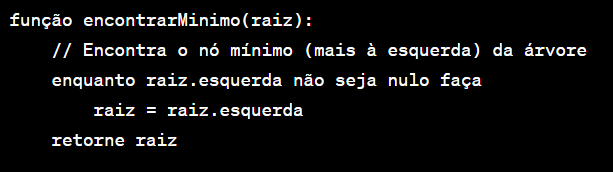 função encontrarMinimo(raiz):
    // Encontra o nó mínimo (mais à esquerda) da árvore
    enquanto raiz.esquerda não seja nulo faça
        raiz = raiz.esquerda
    retorne raiz